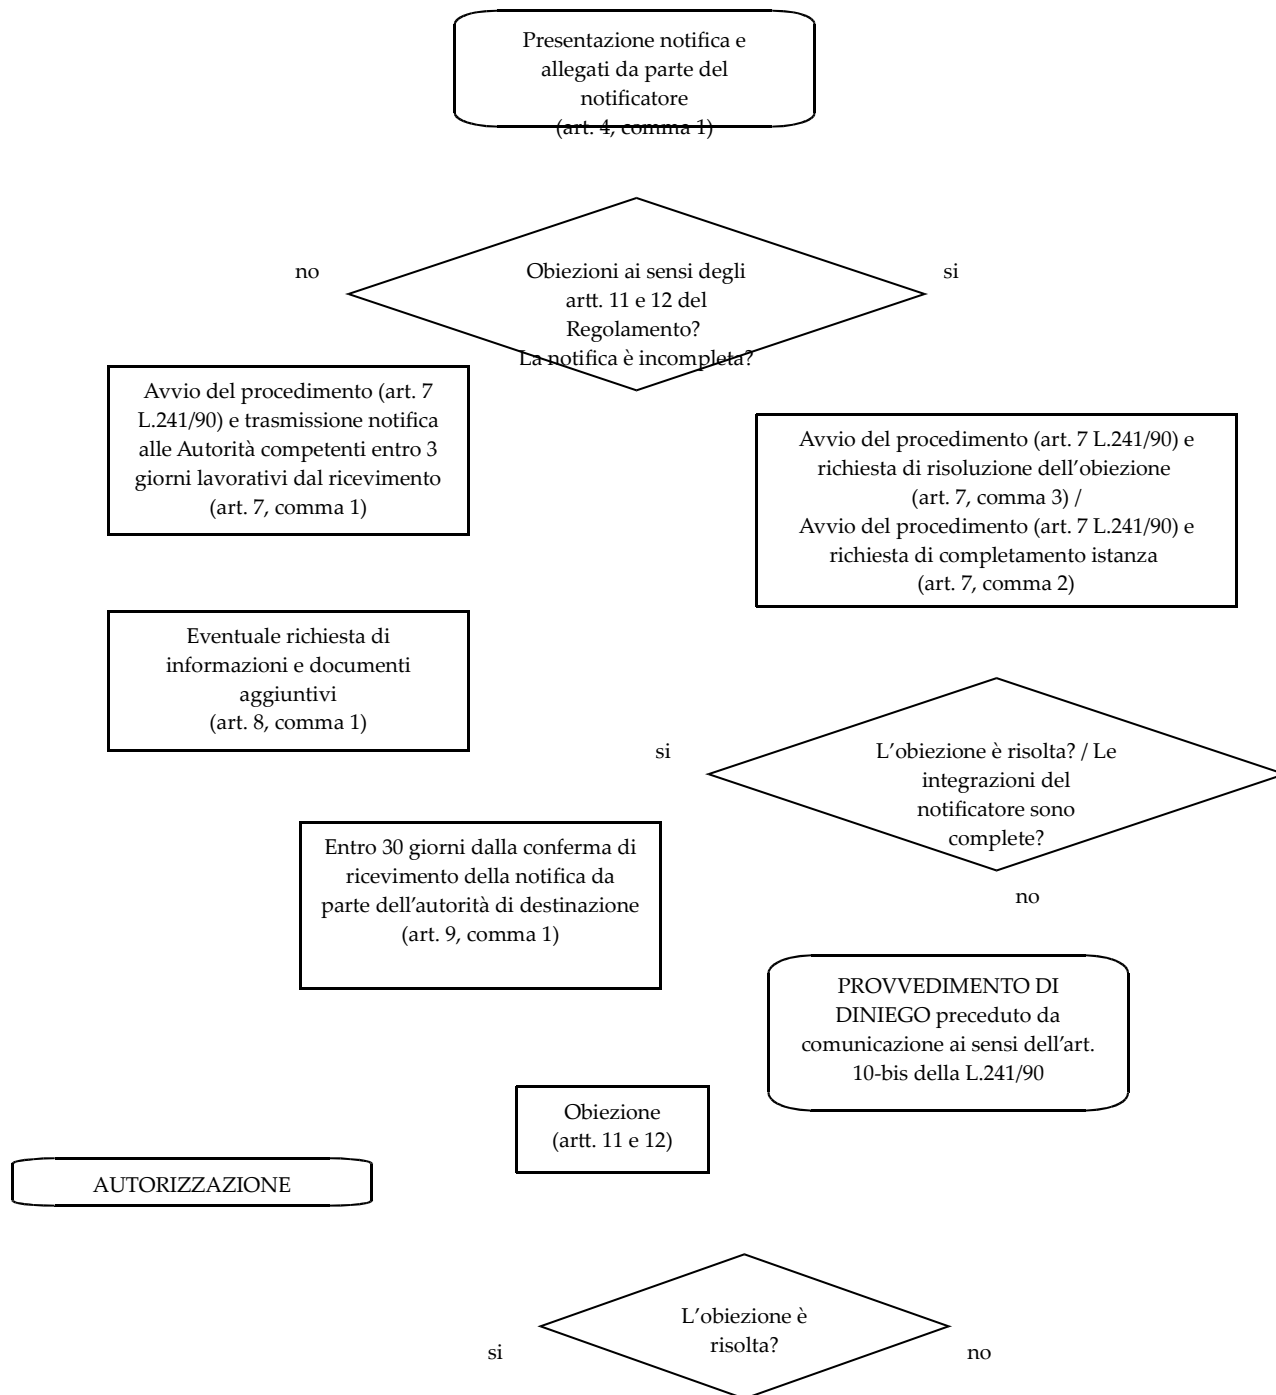 Presentazione notifica e
allegati da parte del
notificatore
(art. 4, comma 1)
no
Obiezioni ai sensi degli
artt. 11 e 12 del
Regolamento?
La notifica è incompleta?
si
Avvio del procedimento (art. 7
L.241/90) e trasmissione notifica
alle Autorità competenti entro 3
giorni lavorativi dal ricevimento
(art. 7, comma 1)
Avvio del procedimento (art. 7 L.241/90) e
richiesta di risoluzione dell'obiezione
(art. 7, comma 3) /
Avvio del procedimento (art. 7 L.241/90) e
richiesta di completamento istanza
(art. 7, comma 2)
Eventuale richiesta di
informazioni e documenti
aggiuntivi
(art. 8, comma 1)
si
L'obiezione è risolta? / Le
integrazioni del
notificatore sono
complete?
no
Entro 30 giorni dalla conferma di
ricevimento della notifica da
parte dell'autorità di destinazione
(art. 9, comma 1)
PROVVEDIMENTO DI
DINIEGO preceduto da
comunicazione ai sensi dell'art.
10-bis della L.241/90
Obiezione
(artt. 11 e 12)
AUTORIZZAZIONE
L'obiezione è
risolta?
si
no